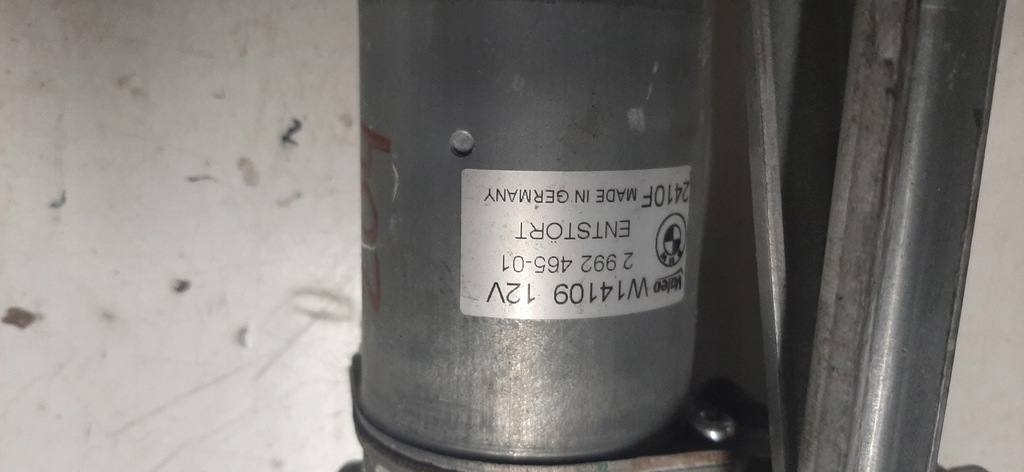 Valeo W14109 12V
2 992 465-01
ENTSTÖRT
2410F MADE IN GERMANY